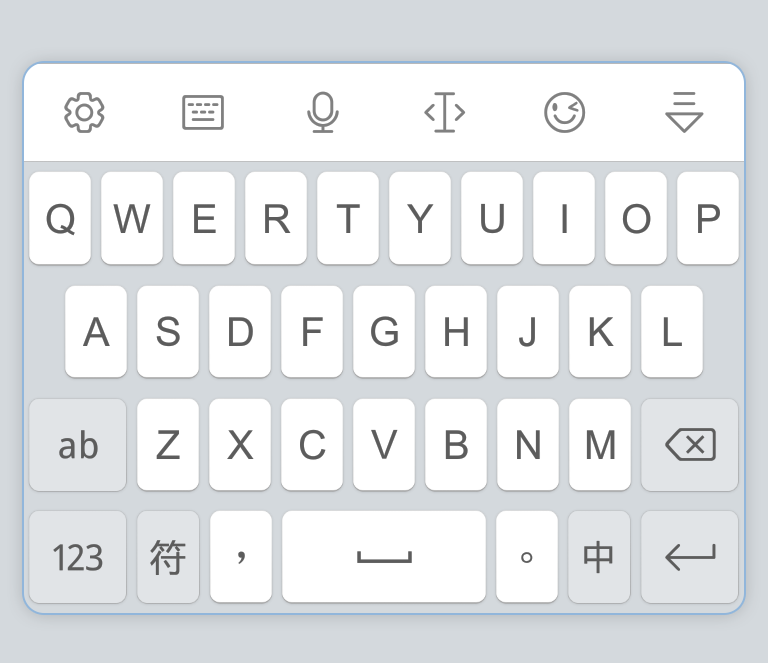 Q W E R T Y U I O P
A S D F G H J K L
ab Z X C V B N M
123 符 ， 。 中